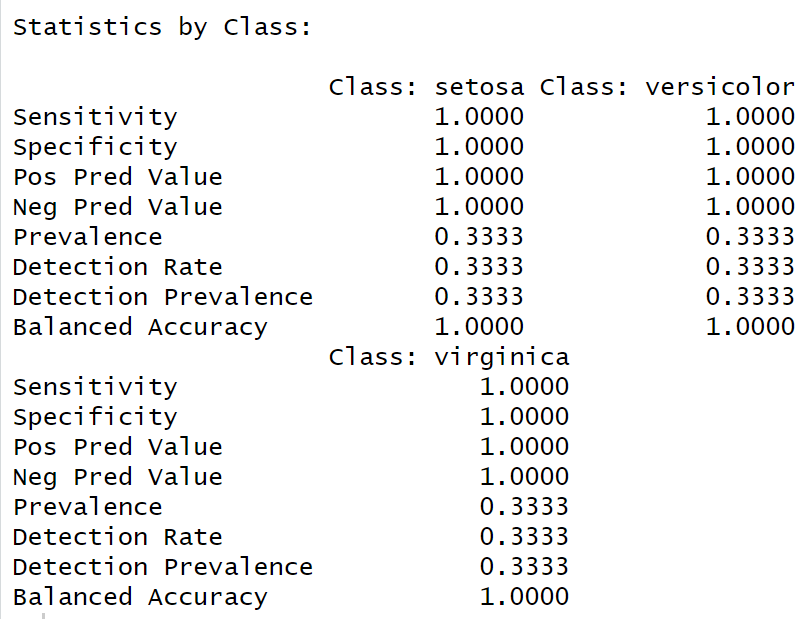 Statistics by Class:
Class: setosa Class: versicolor
Sensitivity 1.0000 1.0000
Specificity 1.0000 1.0000
Pos Pred Value 1.0000 1.0000
Neg Pred Value 1.0000 1.0000
Prevalence 0.3333 0.3333
Detection Rate 0.3333 0.3333
Detection Prevalence 0.3333 0.3333
Balanced Accuracy 1.0000 1.0000
Class: virginica
Sensitivity 1.0000
Specificity 1.0000
Pos Pred Value 1.0000
Neg Pred Value 1.0000
Prevalence 0.3333
Detection Rate 0.3333
Detection Prevalence 0.3333
Balanced Accuracy 1.0000